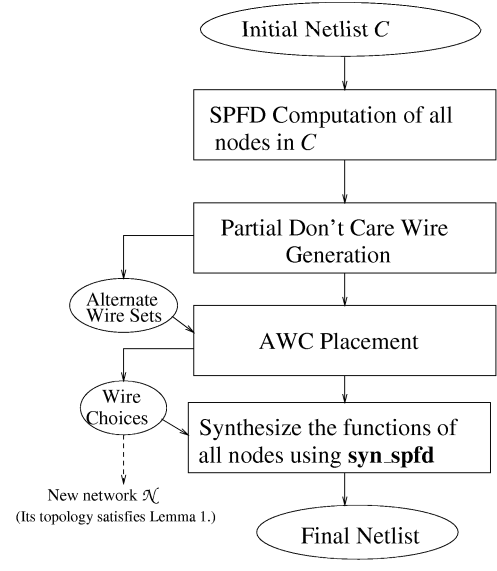 Initial Netlist C
SPFD Computation of all
nodes in C
Partial Don't Care Wire
Generation
Alternate
Wire Sets
AWC Placement
Wire
Choices
Synthesize the functions of
all nodes using syn_spfd
New network 𝒩
(Its topology satisfies Lemma 1.)
Final Netlist